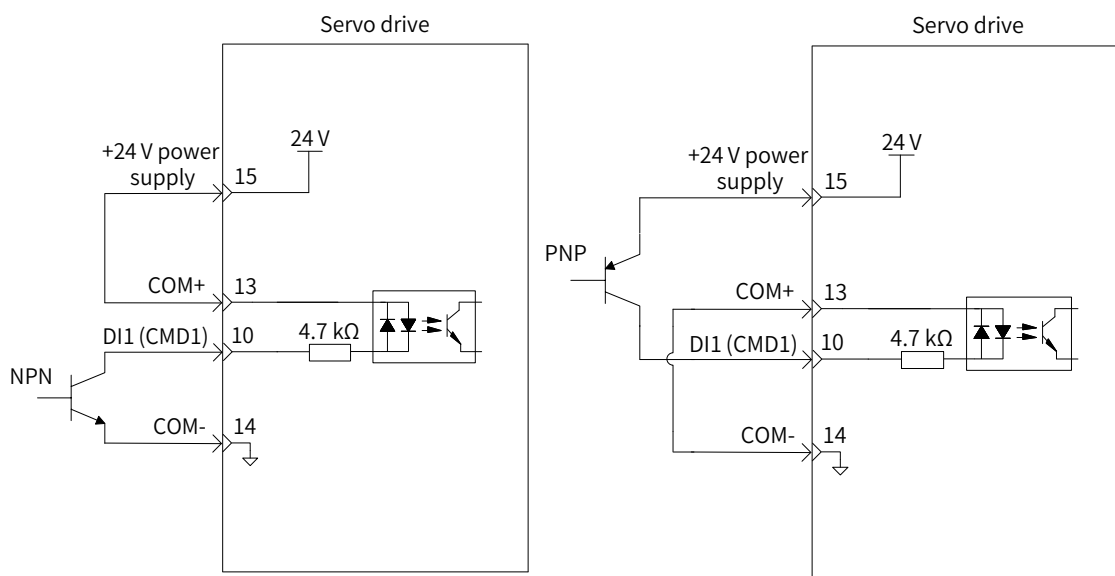 Servo drive
24 V
+24 V power
supply
15
COM+
13
DI1 (CMD1)
10
4.7 kΩ
NPN
COM-
14
Servo drive
24 V
+24 V power
supply
15
PNP
COM+
13
DI1 (CMD1)
10
4.7 kΩ
COM-
14